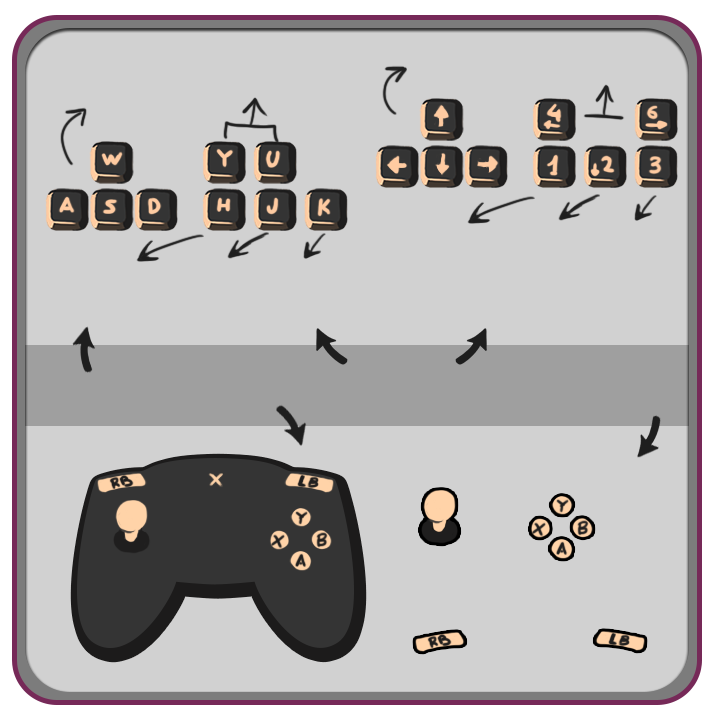 W
A S D
Y U
H J K
↑
← ↓ →
4 ← 6 →
1 ↓2 3
RB X LB
Y
X B
A
Y
X B
A
RB LB